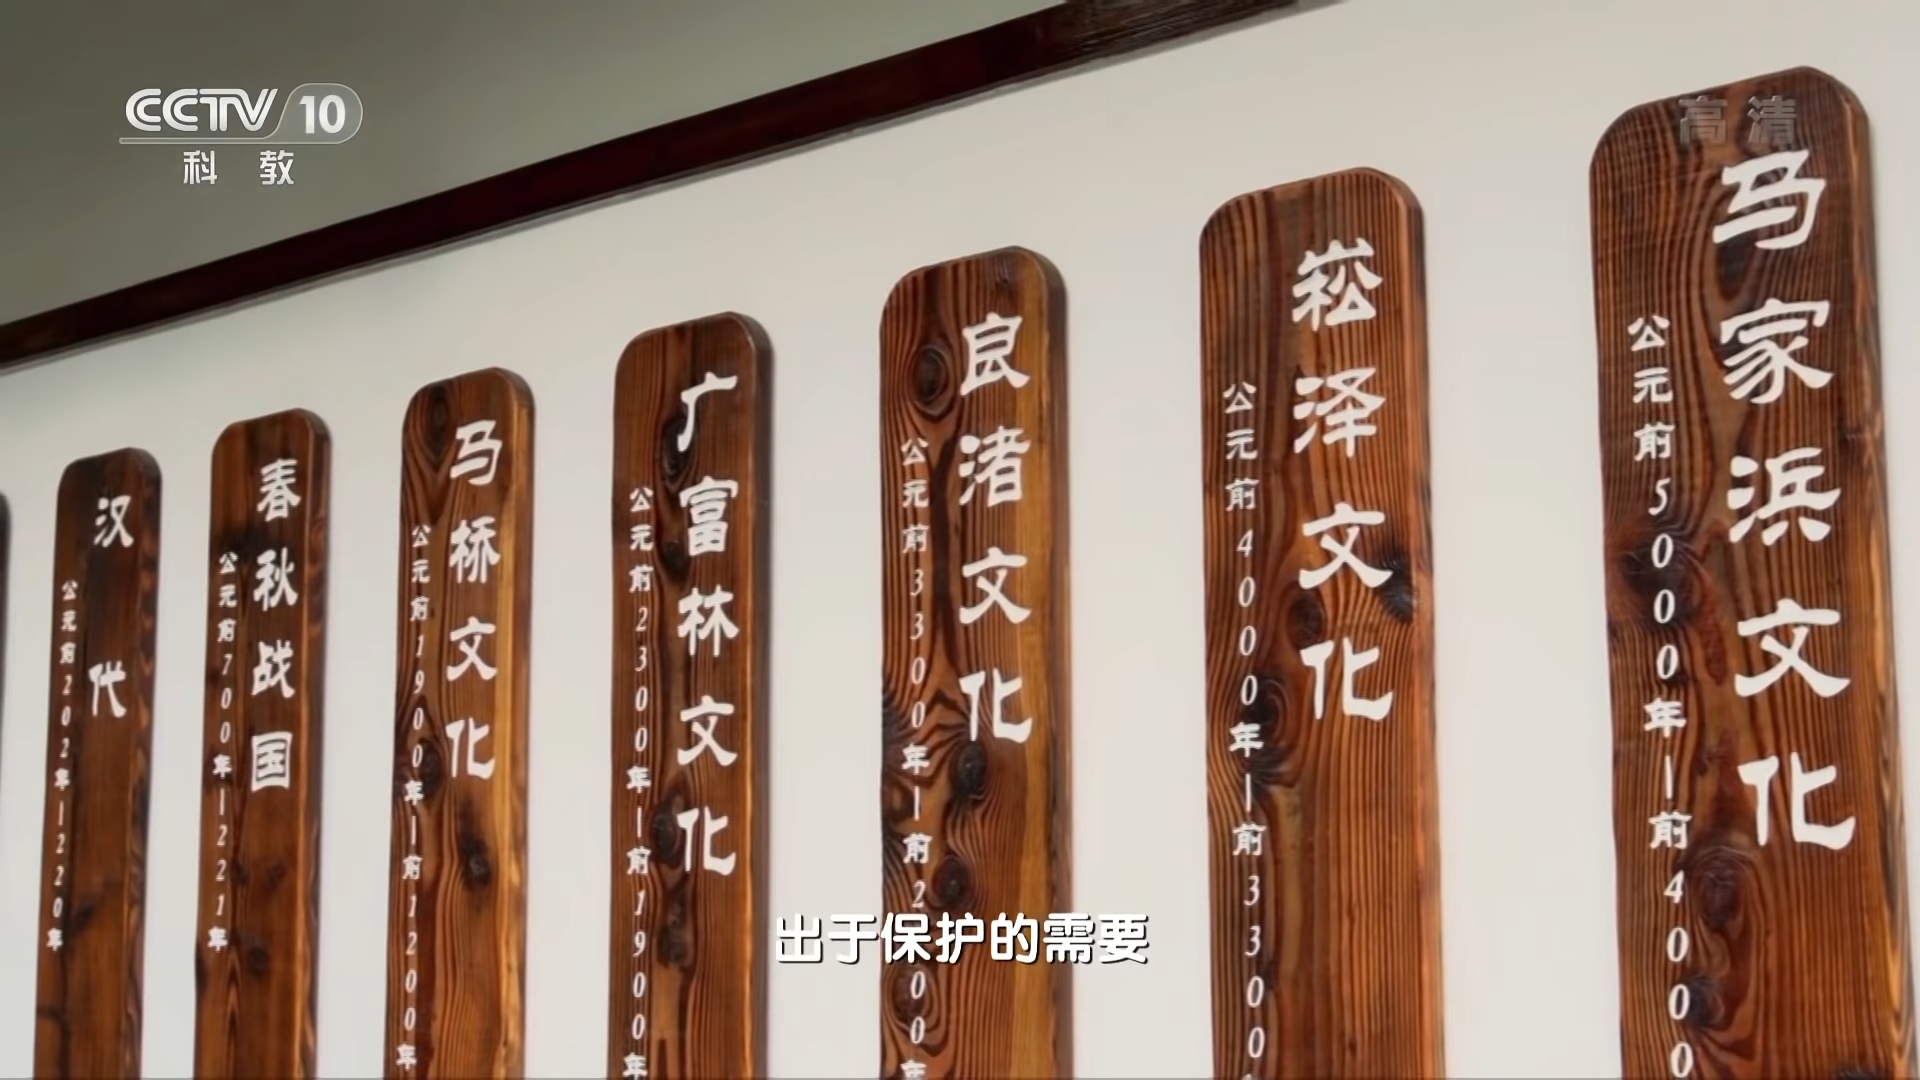 CCTV 10
科教
高清
马家浜文化
公元前5000年—前4000
崧泽文化
公元前4000年—前3300
良渚文化
公元前3300年—前2300年
广富林文化
公元前2300年—前1900年
马桥文化
公元前1900年—前1200年
春秋战国
公元前700年—221年
汉代
公元前202年—220年
出于保护的需要